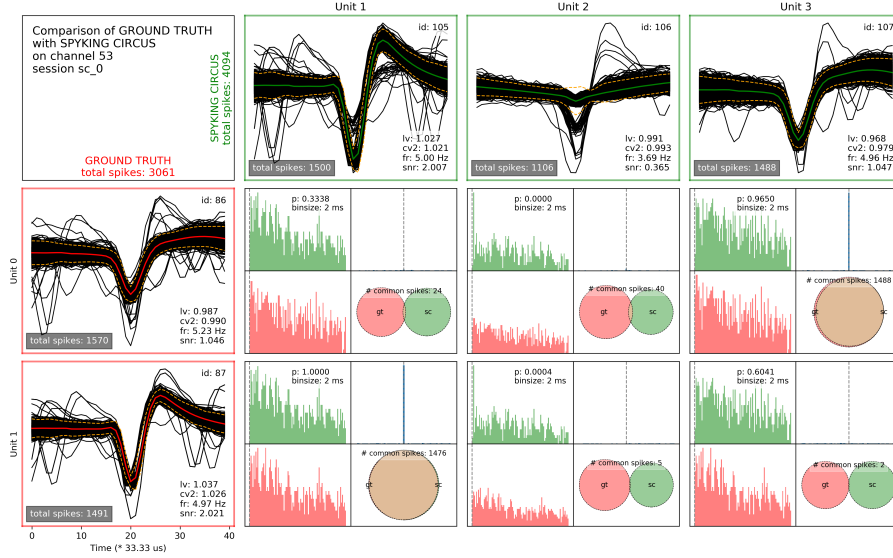 Unit 1
Unit 2
Unit 3
Comparison of GROUND TRUTH
with SPYKING CIRCUS
on channel 53
session sc_0
SPYKING CIRCUS
total spikes: 4094
GROUND TRUTH
total spikes: 3061
id: 105
lv: 1.027
cv2: 1.021
fr: 5.00 Hz
snr: 2.007
total spikes: 1500
id: 106
lv: 0.991
cv2: 0.993
fr: 3.69 Hz
snr: 0.365
total spikes: 1106
id: 107
lv: 0.968
cv2: 0.979
fr: 4.96 Hz
snr: 1.047
total spikes: 1488
Unit 0
id: 86
lv: 0.987
cv2: 0.990
fr: 5.23 Hz
snr: 1.046
total spikes: 1570
p: 0.3338
binsize: 2 ms
# common spikes: 24
gt
sc
p: 0.0000
binsize: 2 ms
# common spikes: 40
gt
sc
p: 0.9650
binsize: 2 ms
# common spikes: 1488
gt
sc
Unit 1
id: 87
lv: 1.037
cv2: 1.026
fr: 4.97 Hz
snr: 2.021
total spikes: 1491
p: 1.0000
binsize: 2 ms
# common spikes: 1476
gt
sc
p: 0.0004
binsize: 2 ms
# common spikes: 5
gt
sc
p: 0.6041
binsize: 2 ms
# common spikes: 2
gt
sc
0
20
40
Time (* 33.33 us)